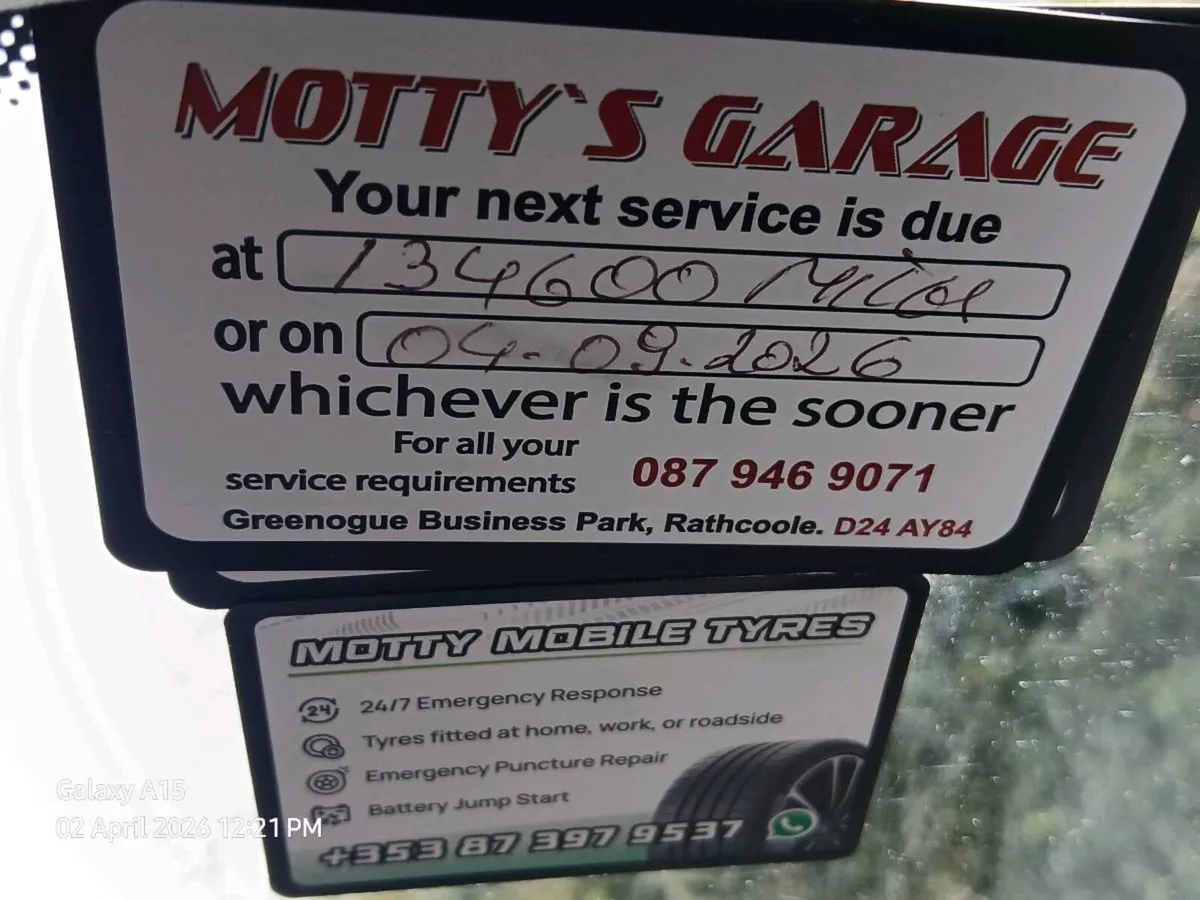 MOTTY`S GARAGE
Your next service is due
at 134600 Miles
or on 04-09.2026
whichever is the sooner
For all your
service requirements
087 946 9071
Greenogue Business Park, Rathcoole. D24 AY84
MOTTY MOBILE TYRES
24 24/7 Emergency Response
Tyres fitted at home, work, or roadside
Emergency Puncture Repair
Battery Jump Start
+353 87 397 9537
Galaxy A15
02 April 2026 12:21 PM